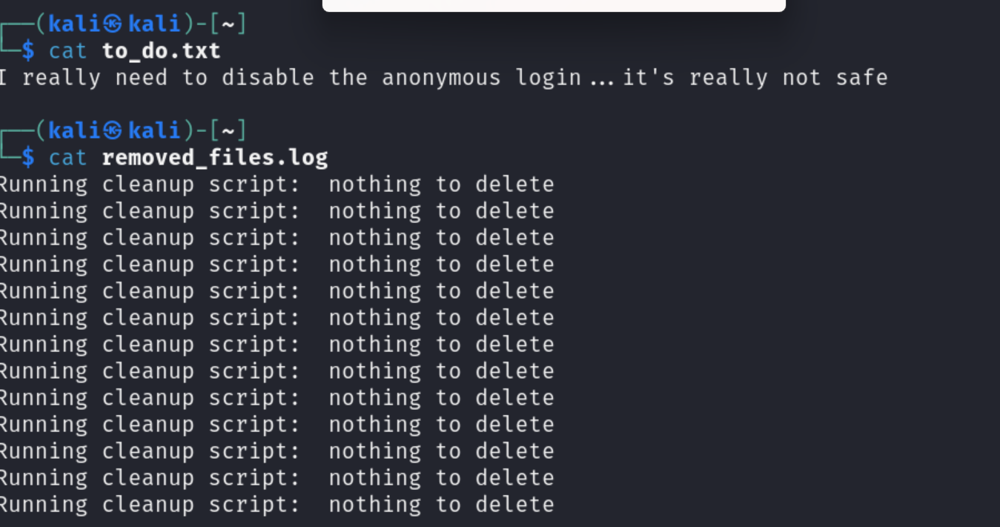 ┌──(kali㉿kali)-[~]
└─$ cat to_do.txt
I really need to disable the anonymous login...it's really not safe
┌──(kali㉿kali)-[~]
└─$ cat removed_files.log
Running cleanup script:  nothing to delete
Running cleanup script:  nothing to delete
Running cleanup script:  nothing to delete
Running cleanup script:  nothing to delete
Running cleanup script:  nothing to delete
Running cleanup script:  nothing to delete
Running cleanup script:  nothing to delete
Running cleanup script:  nothing to delete
Running cleanup script:  nothing to delete
Running cleanup script:  nothing to delete
Running cleanup script:  nothing to delete
Running cleanup script:  nothing to delete
Running cleanup script:  nothing to delete